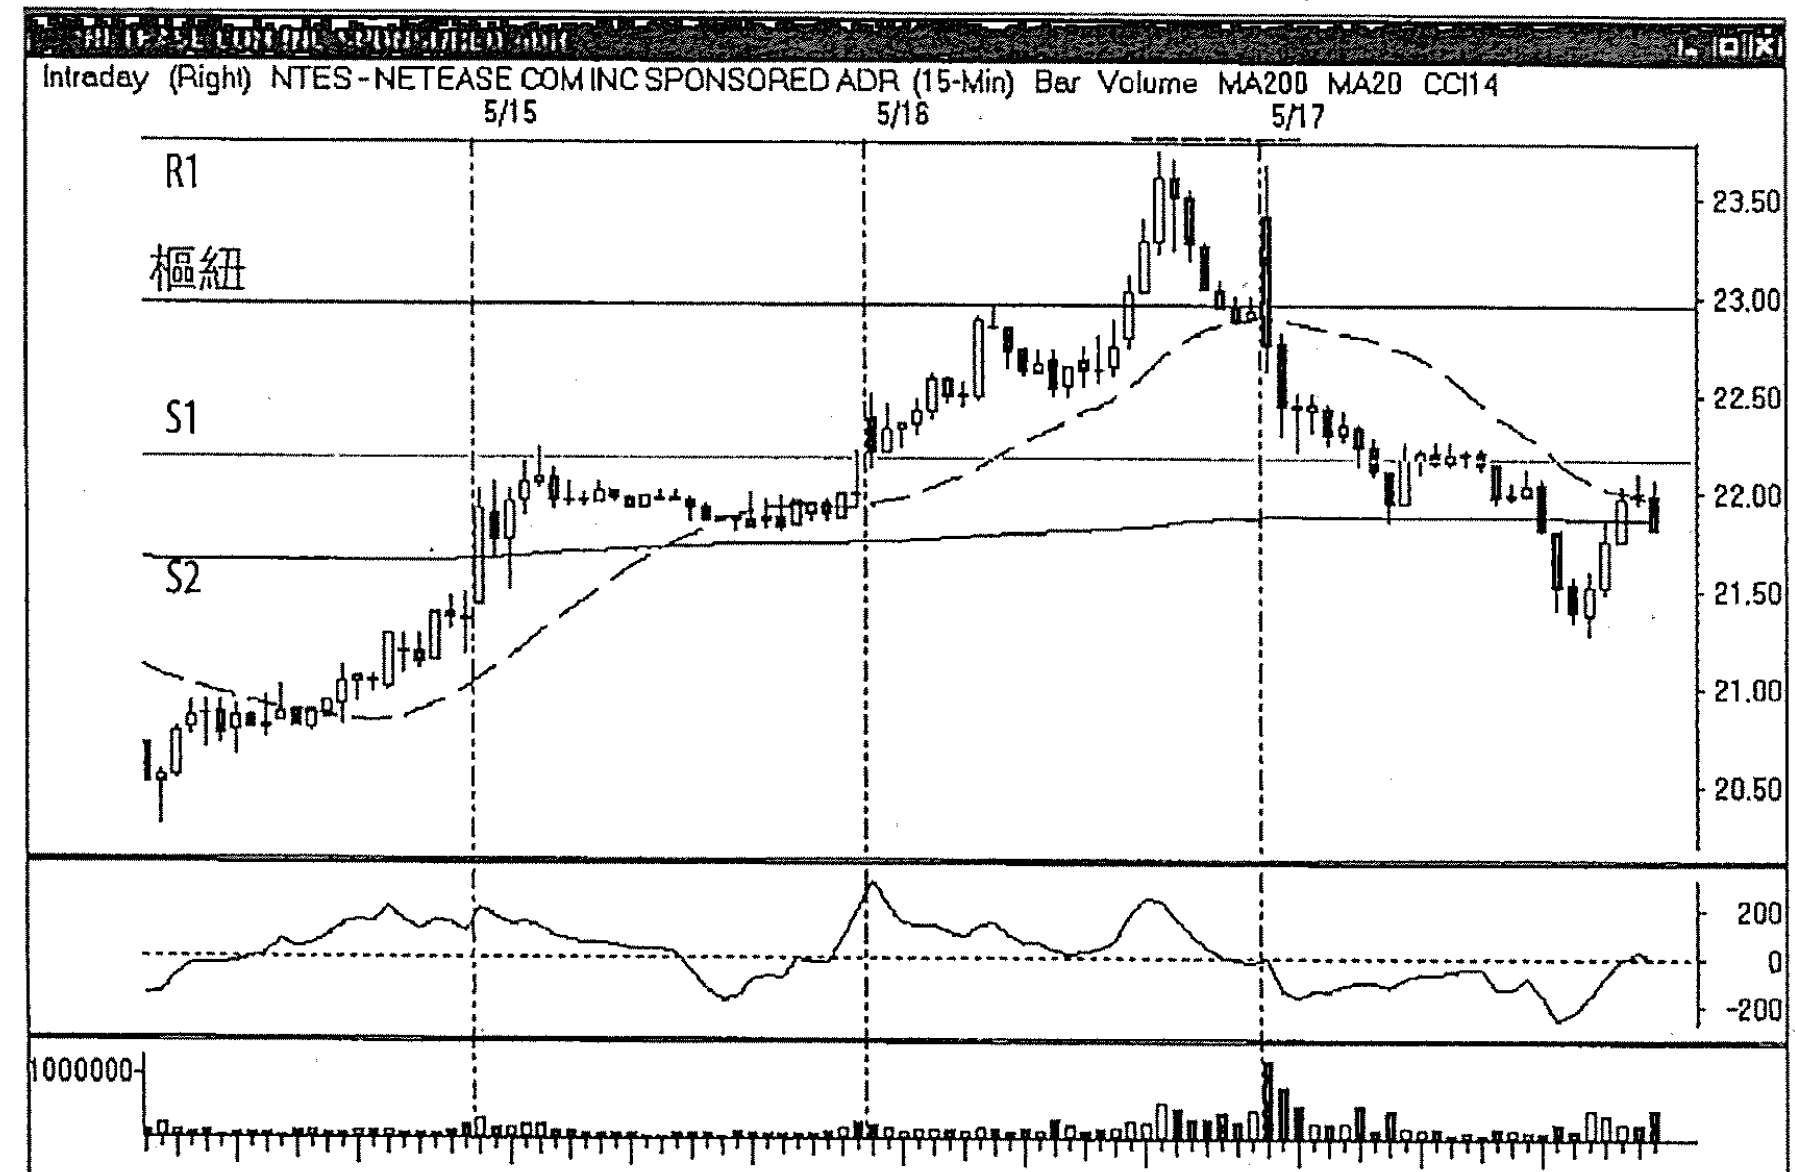 Intraday (Right) NTES - NETEASE COM INC SPONSORED ADR (15-Min) Bar Volume MA200 MA20 CCI14
5/15 5/16 5/17
R1
23.50
樞紐
23.00
S1
22.50
22.00
S2
21.50
21.00
20.50
200
0
-200
1000000